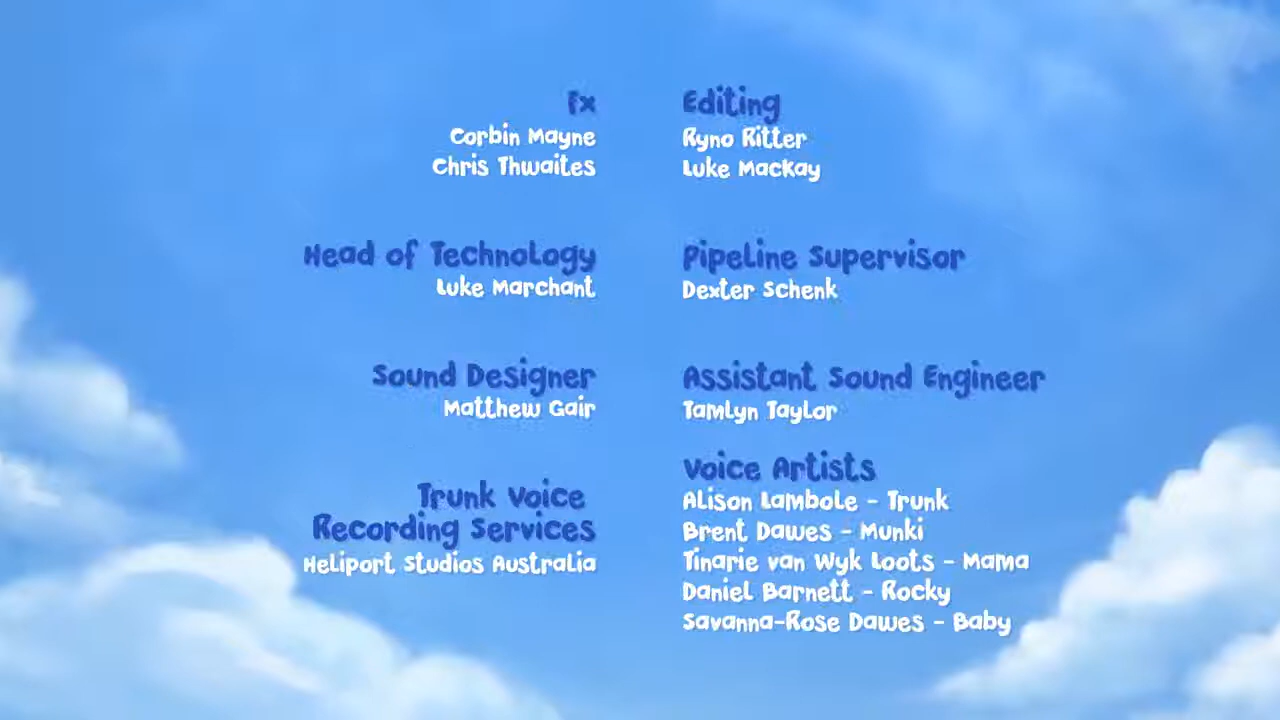 Fx
Corbin Mayne
Chris Thwaites
Editing
Ryno Ritter
Luke MacKay
Head of Technology
Luke Marchant
Pipeline Supervisor
Dexter Schenk
Sound Designer
Matthew Gair
Assistant Sound Engineer
Tamlyn Taylor
Trunk Voice
Recording Services
Heliport Studios Australia
Voice Artists
Alison Lambole - Trunk
Brent Dawes - Munki
Tinarie van Wyk Loots - Mama
Daniel Barnett - Rocky
Savanna-Rose Dawes - Baby